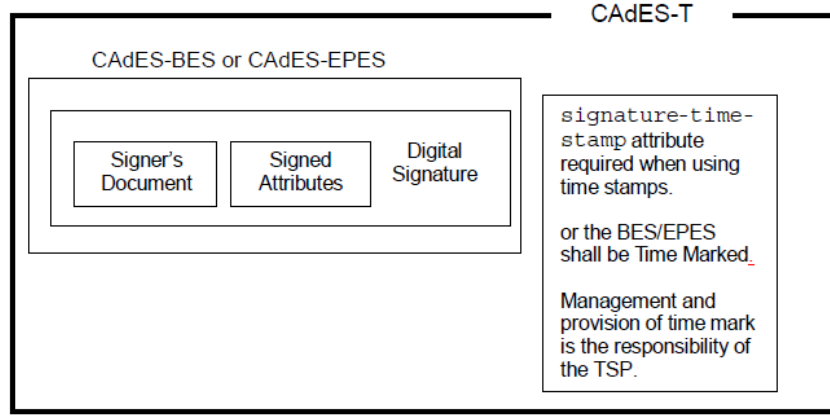 CAdES-T
CAdES-BES or CAdES-EPES
Signer's
Document
Signed
Attributes
Digital
Signature
signature-time-
stamp attribute
required when using
time stamps.
or the BES/EPES
shall be Time Marked.
Management and
provision of time mark
is the responsibility of
the TSP.